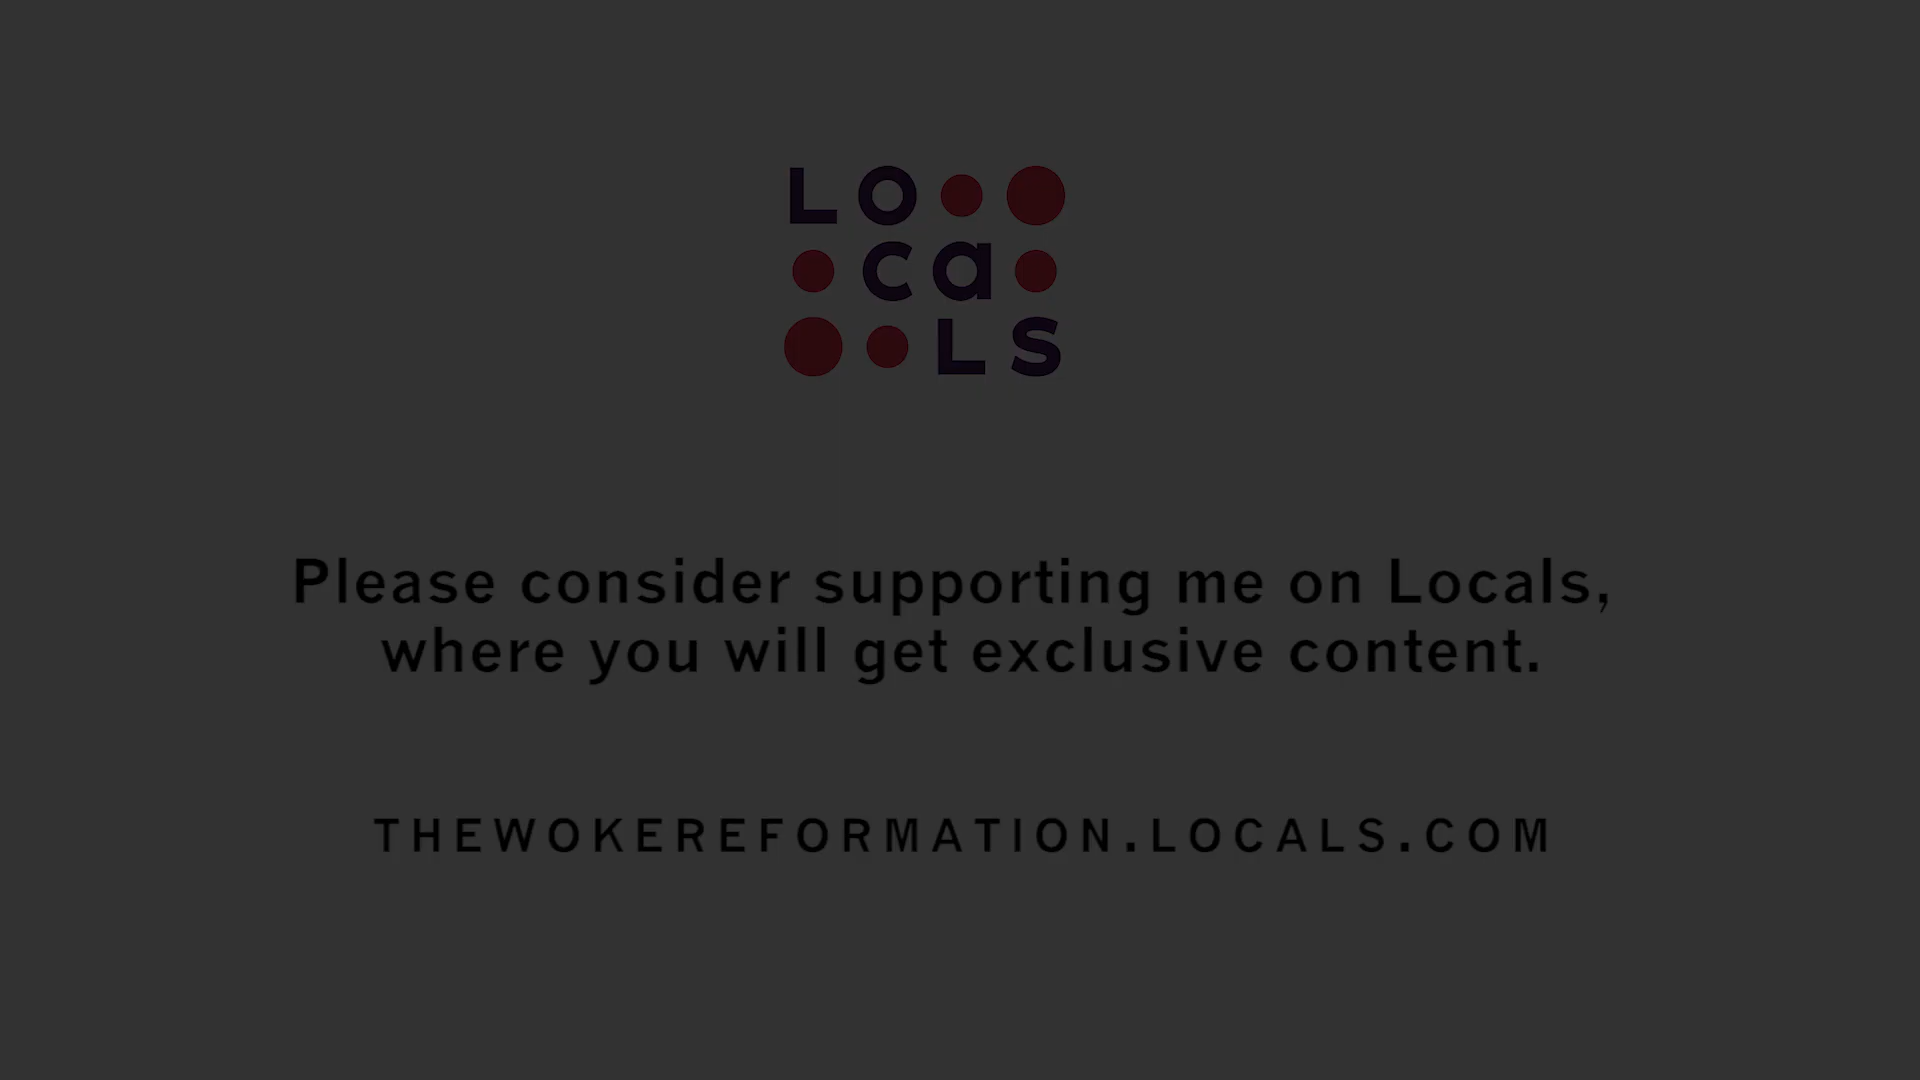 Lo
ca
LS
Please consider supporting me on Locals,
where you will get exclusive content.
THEWOKEREFORMATION.LOCALS.COM